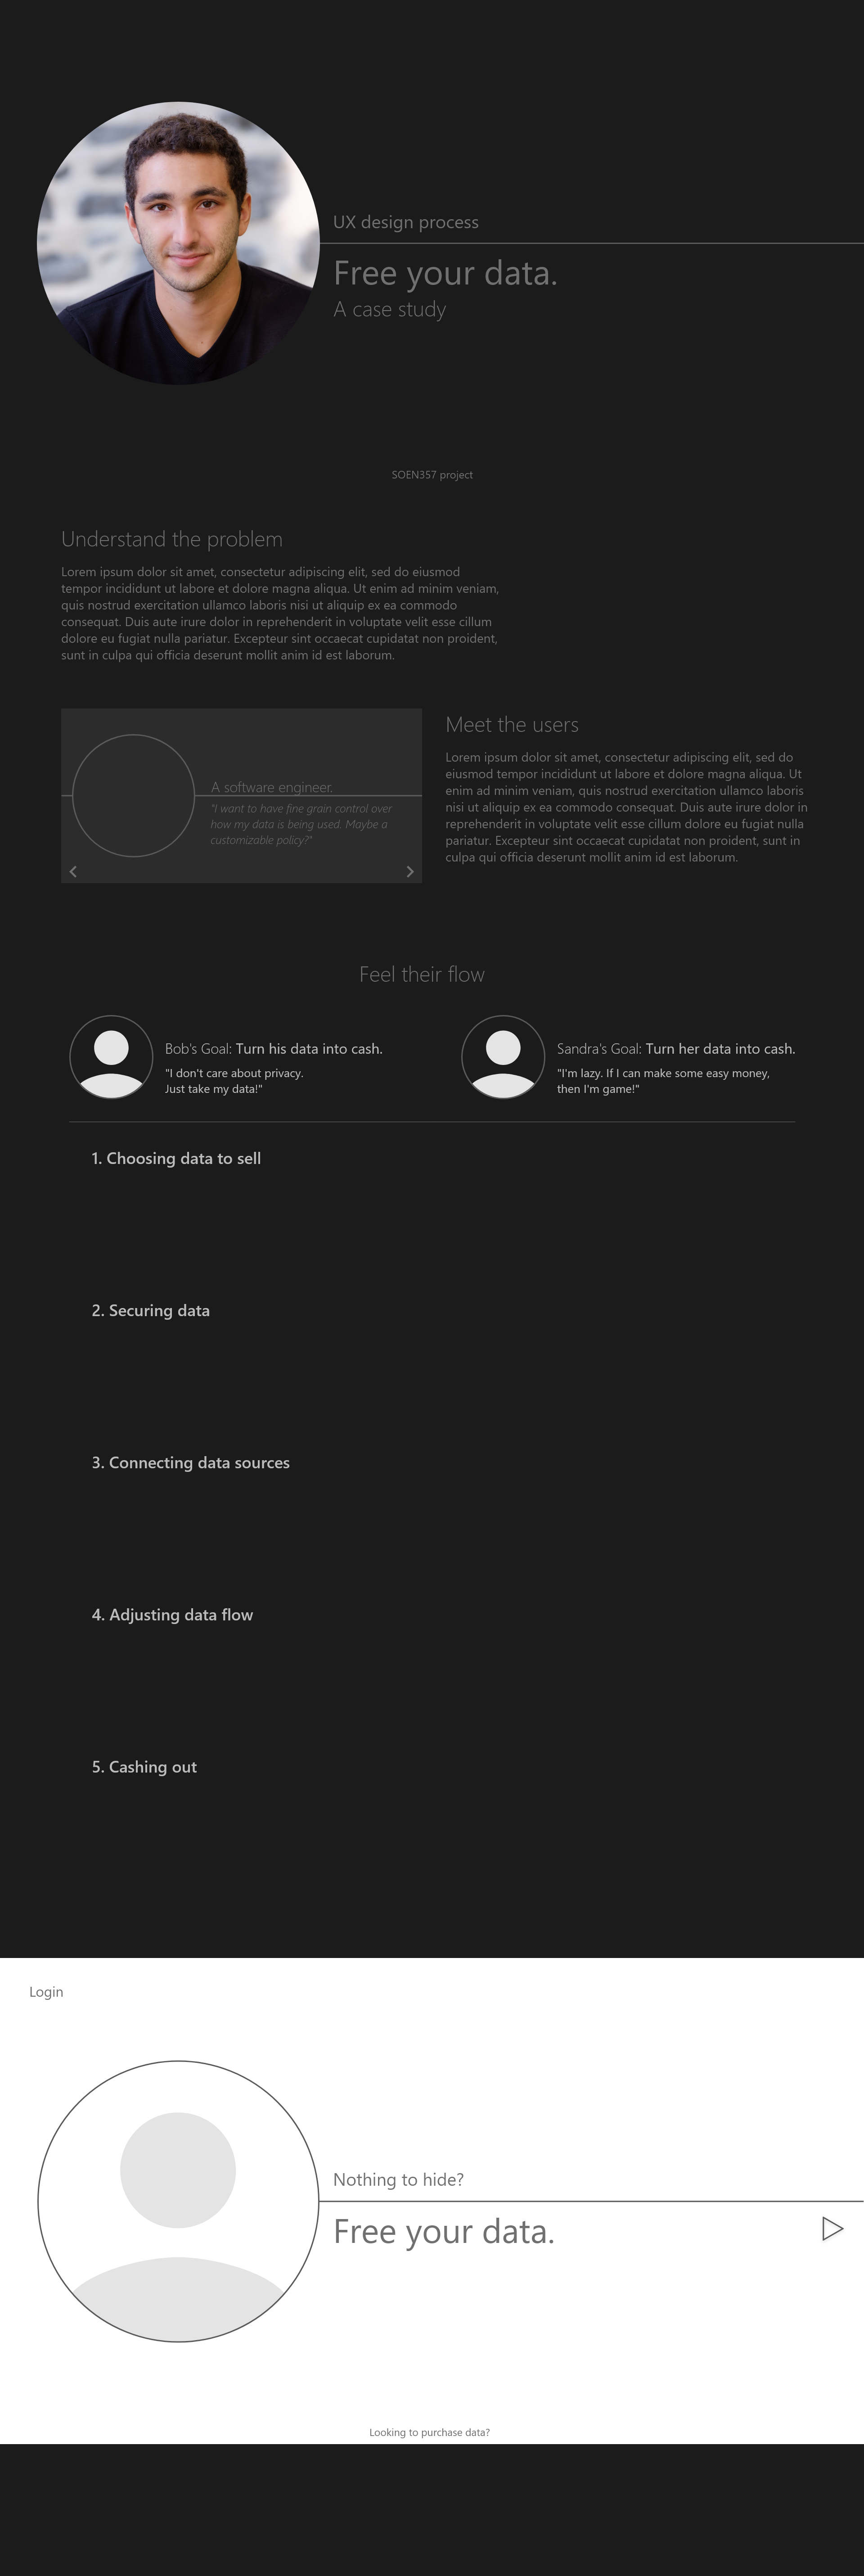 UX design process
Free your data.
A case study
SOEN357 project
Understand the problem
Lorem ipsum dolor sit amet, consectetur adipiscing elit, sed do eiusmod
tempor incididunt ut labore et dolore magna aliqua. Ut enim ad minim veniam,
quis nostrud exercitation ullamco laboris nisi ut aliquip ex ea commodo
consequat. Duis aute irure dolor in reprehenderit in voluptate velit esse cillum
dolore eu fugiat nulla pariatur. Excepteur sint occaecat cupidatat non proident,
sunt in culpa qui officia deserunt mollit anim id est laborum.
A software engineer.
"I want to have fine grain control over
how my data is being used. Maybe a
customizable policy?"
Meet the users
Lorem ipsum dolor sit amet, consectetur adipiscing elit, sed do
eiusmod tempor incididunt ut labore et dolore magna aliqua. Ut
enim ad minim veniam, quis nostrud exercitation ullamco laboris
nisi ut aliquip ex ea commodo consequat. Duis aute irure dolor in
reprehenderit in voluptate velit esse cillum dolore eu fugiat nulla
pariatur. Excepteur sint occaecat cupidatat non proident, sunt in
culpa qui officia deserunt mollit anim id est laborum.
Feel their flow
Bob's Goal: Turn his data into cash.
"I don't care about privacy.
Just take my data!"
Sandra's Goal: Turn her data into cash.
"I'm lazy. If I can make some easy money,
then I'm game!"
1. Choosing data to sell
2. Securing data
3. Connecting data sources
4. Adjusting data flow
5. Cashing out
Login
Nothing to hide?
Free your data.
Looking to purchase data?